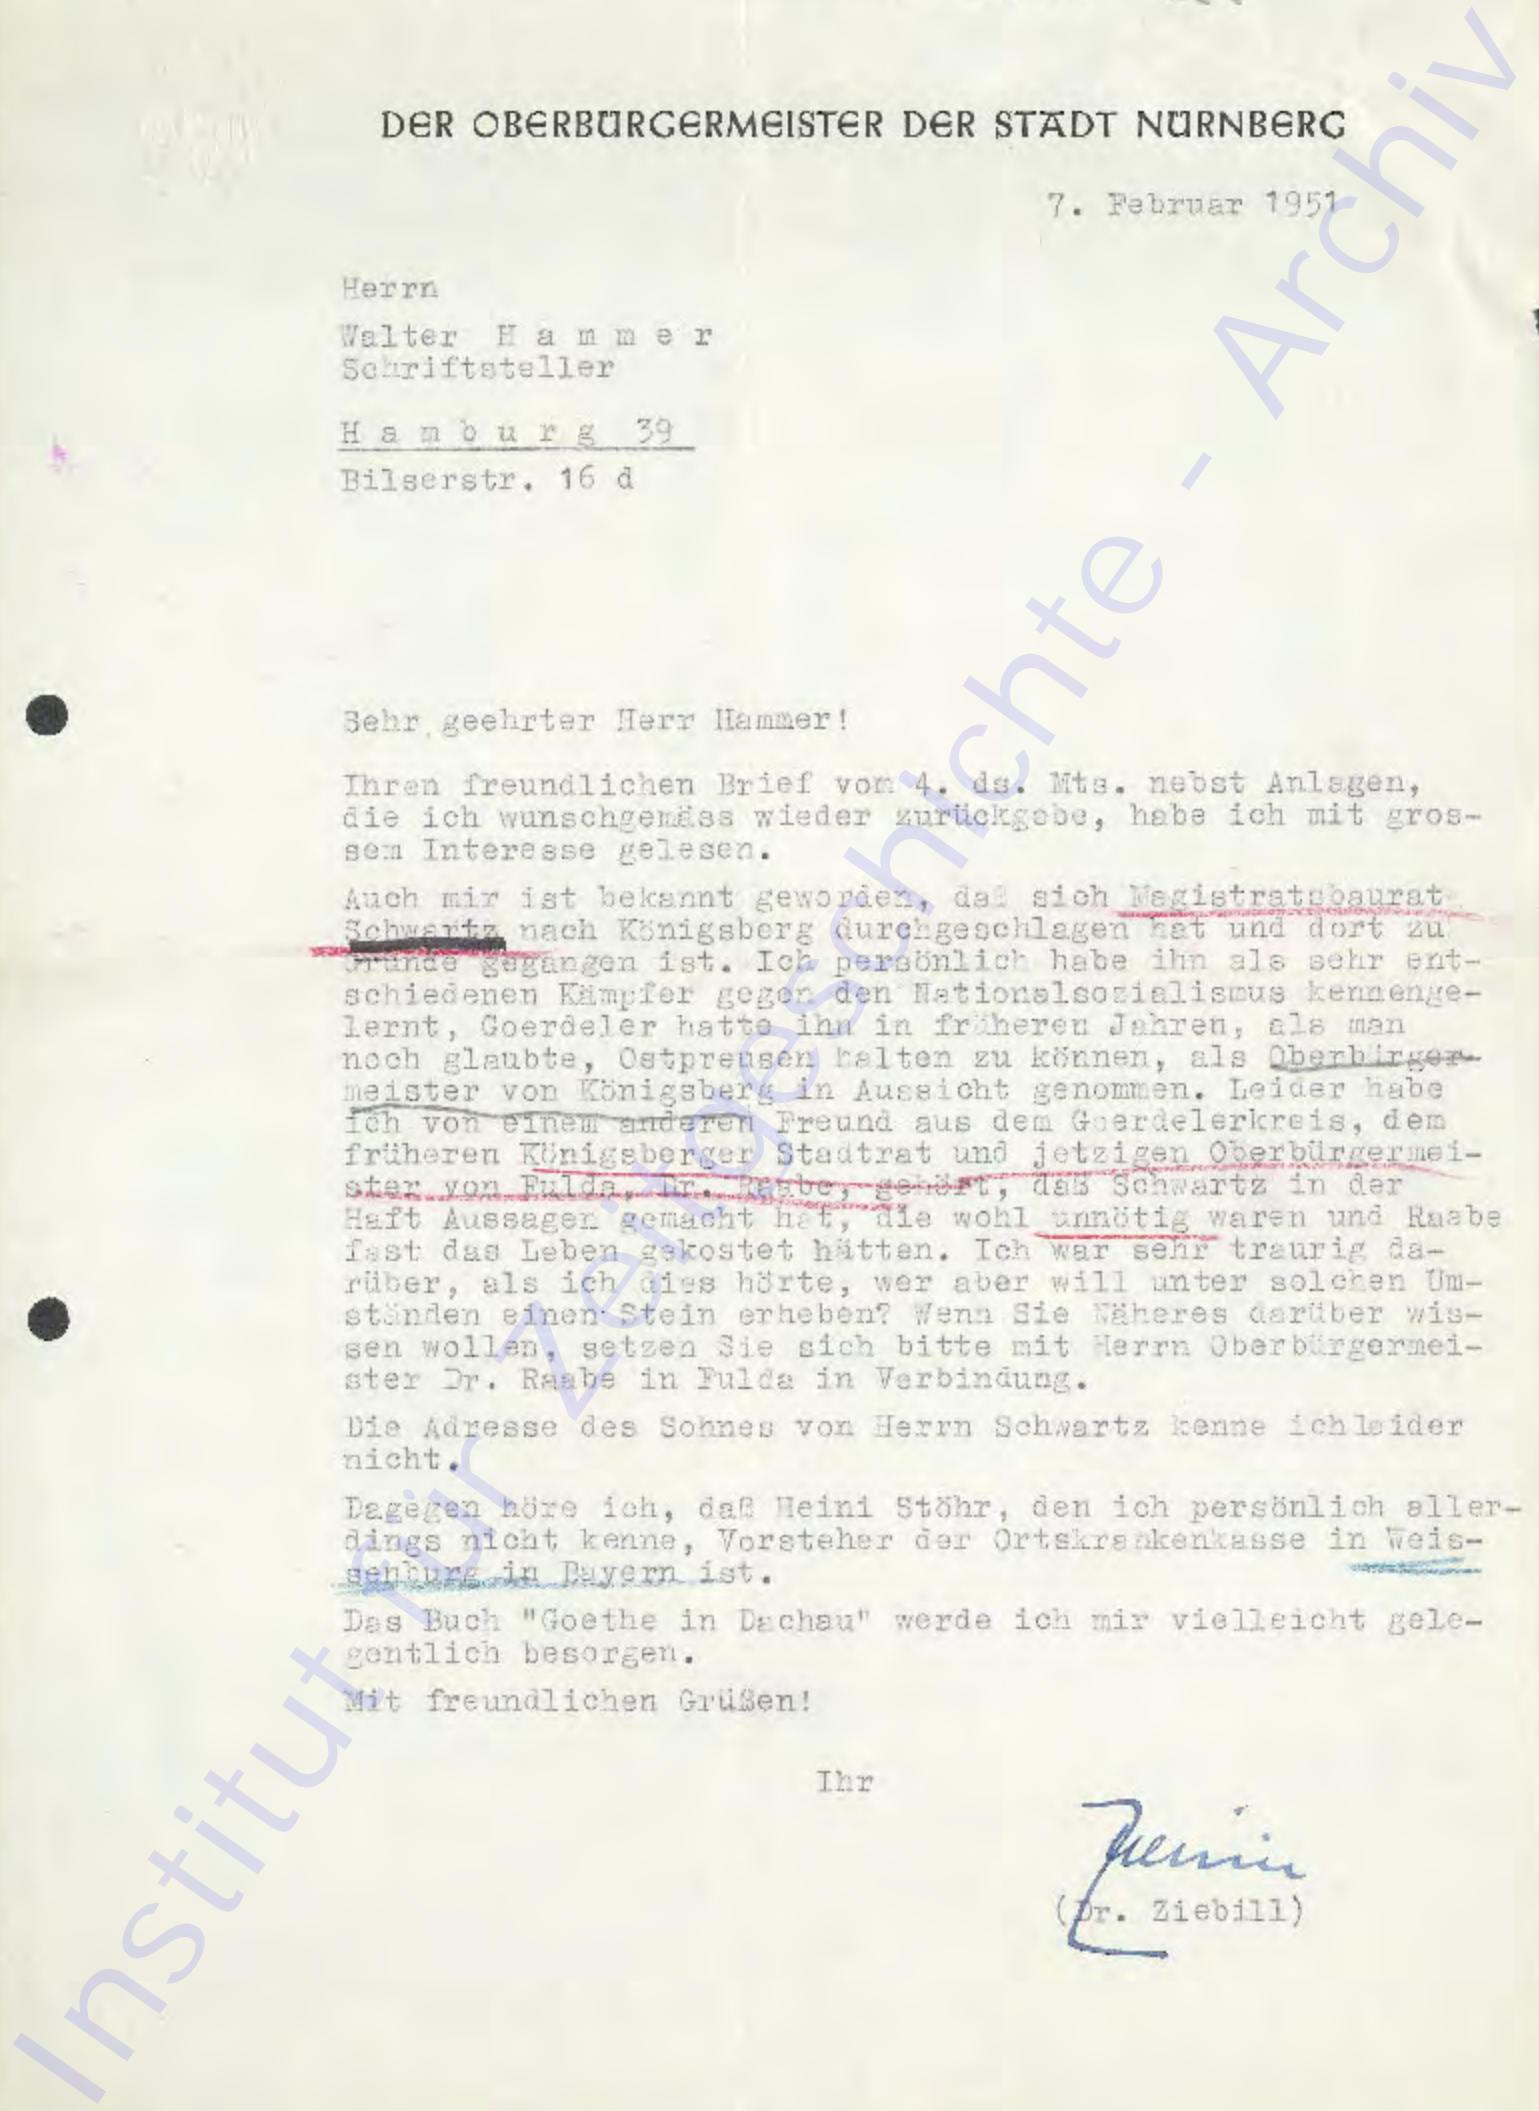 DER OBERBÜRGERMEISTER DER STADT NÜRNBERG
7. Februar 1951
Herrn
Walter H a m m e r
Schriftsteller
H a m b u r g 39
Bilserstr. 16 d
Sehr geehrter Herr Hammer!
Ihren freundlichen Brief vom 4. ds. Mts. nebst Anlagen,
die ich wunschgemäss wieder zurückgebe, habe ich mit gros-
sem Interesse gelesen.
Auch mir ist bekannt geworden, daß sich Magistratsbaurat
Schwartz nach Königsberg durchgeschlagen hat und dort zu
Grunde gegangen ist. Ich persönlich habe ihn als sehr ent-
schiedenen Kämpfer gegen den Nationalsozialismus kennenge-
lernt, Goerdeler hatte ihn in früheren Jahren, als man
noch glaubte, Ostpreusen halten zu können, als Oberbürger-
meister von Königsberg in Aussicht genommen. Leider habe
ich von einem anderen Freund aus dem Goerdelerkreis, dem
früheren Königsberger Stadtrat und jetzigen Oberbürgermei-
ster von Fulda, Dr. Raabe, gehört, daß Schwartz in der
Haft Aussagen gemacht hat, die wohl unnötig waren und Raabe
fast das Leben gekostet hätten. Ich war sehr traurig da-
rüber, als ich dies hörte, wer aber will unter solchen Um-
ständen einen Stein erheben? Wenn Sie Näheres darüber wis-
sen wollen, setzen Sie sich bitte mit Herrn Oberbürgermei-
ster Dr. Raabe in Fulda in Verbindung.
Die Adresse des Sohnes von Herrn Schwartz kenne ich leider
nicht.
Dagegen höre ich, daß Heini Stöhr, den ich persönlich aller-
dings nicht kenne, Vorsteher der Ortskrankenkasse in Weis-
senburg in Bayern ist.
Das Buch "Goethe in Dachau" werde ich mir vielleicht gele-
gentlich besorgen.
Mit freundlichen Grüßen!
Ihr
(Dr. Ziebill)
Institut für Zeitgeschichte - Archiv